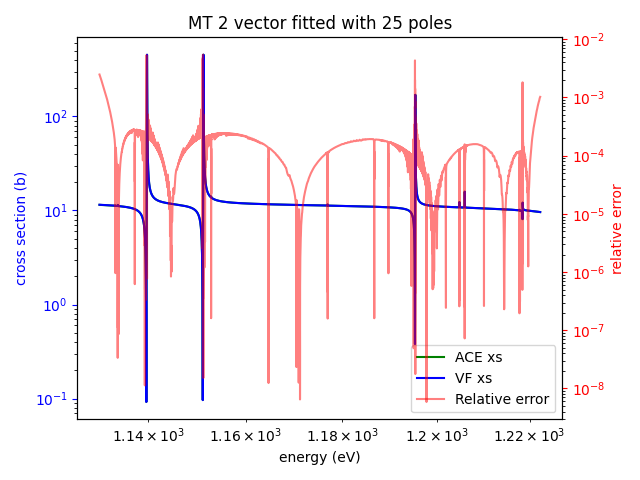 MT 2 vector fitted with 25 poles
cross section (b)
10²
10¹
10⁰
10⁻¹
10⁻²
10⁻³
10⁻⁴
10⁻⁵
10⁻⁶
10⁻⁷
10⁻⁸
relative error
ACE xs
VF xs
Relative error
1.14 × 10³ 1.16 × 10³ 1.18 × 10³ 1.2 × 10³ 1.22 × 10³
energy (eV)